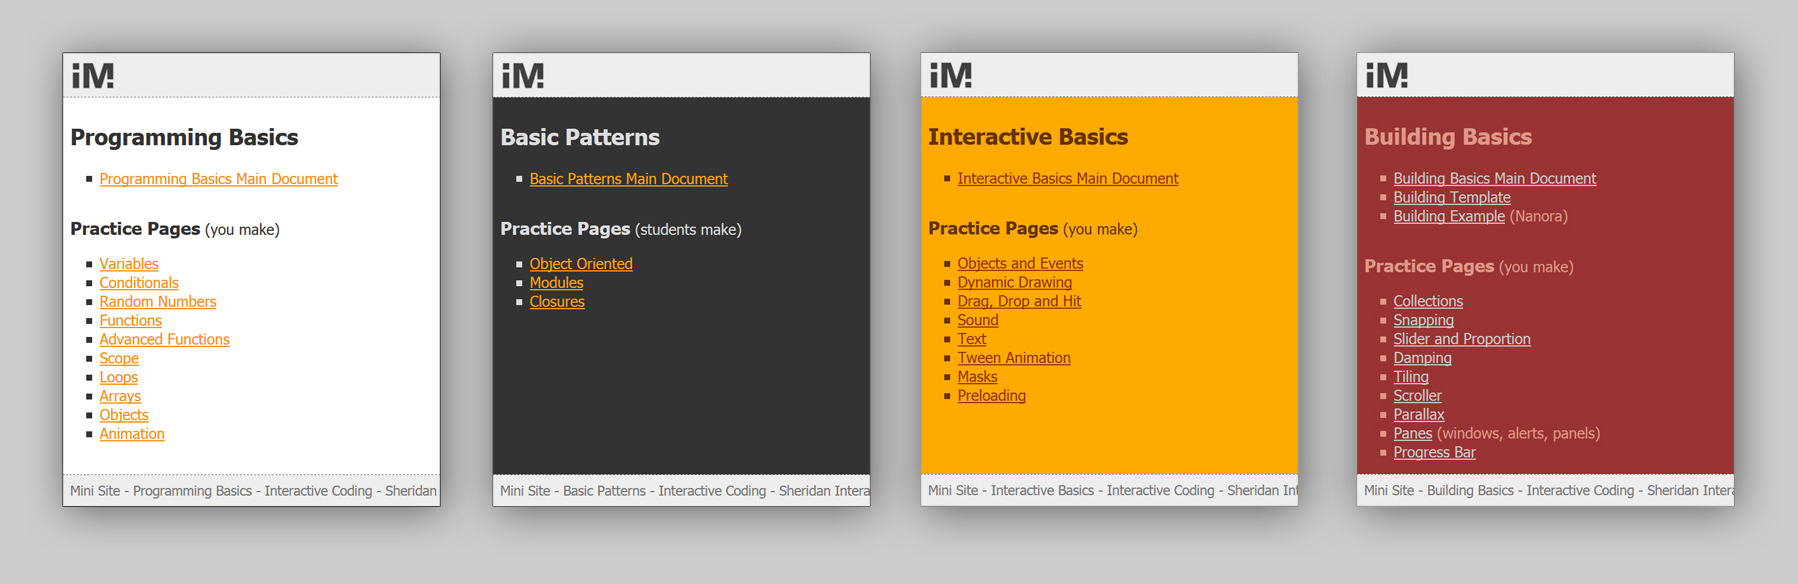 iM!
Programming Basics
Programming Basics Main Document
Practice Pages (you make)
Variables
Conditionals
Random Numbers
Functions
Advanced Functions
Scope
Loops
Arrays
Objects
Animation
Mini Site - Programming Basics - Interactive Coding - Sheridan
iM!
Basic Patterns
Basic Patterns Main Document
Practice Pages (students make)
Object Oriented
Modules
Closures
Mini Site - Basic Patterns - Interactive Coding - Sheridan Intera
iM!
Interactive Basics
Interactive Basics Main Document
Practice Pages (you make)
Objects and Events
Dynamic Drawing
Drag, Drop and Hit
Sound
Text
Tween Animation
Masks
Preloading
Mini Site - Interactive Basics - Interactive Coding - Sheridan Int
iM!
Building Basics
Building Basics Main Document
Building Template
Building Example (Nanora)
Practice Pages (you make)
Collections
Snapping
Slider and Proportion
Damping
Tiling
Scroller
Parallax
Panes (windows, alerts, panels)
Progress Bar
Mini Site - Building Basics - Interactive Coding - Sheridan Intera